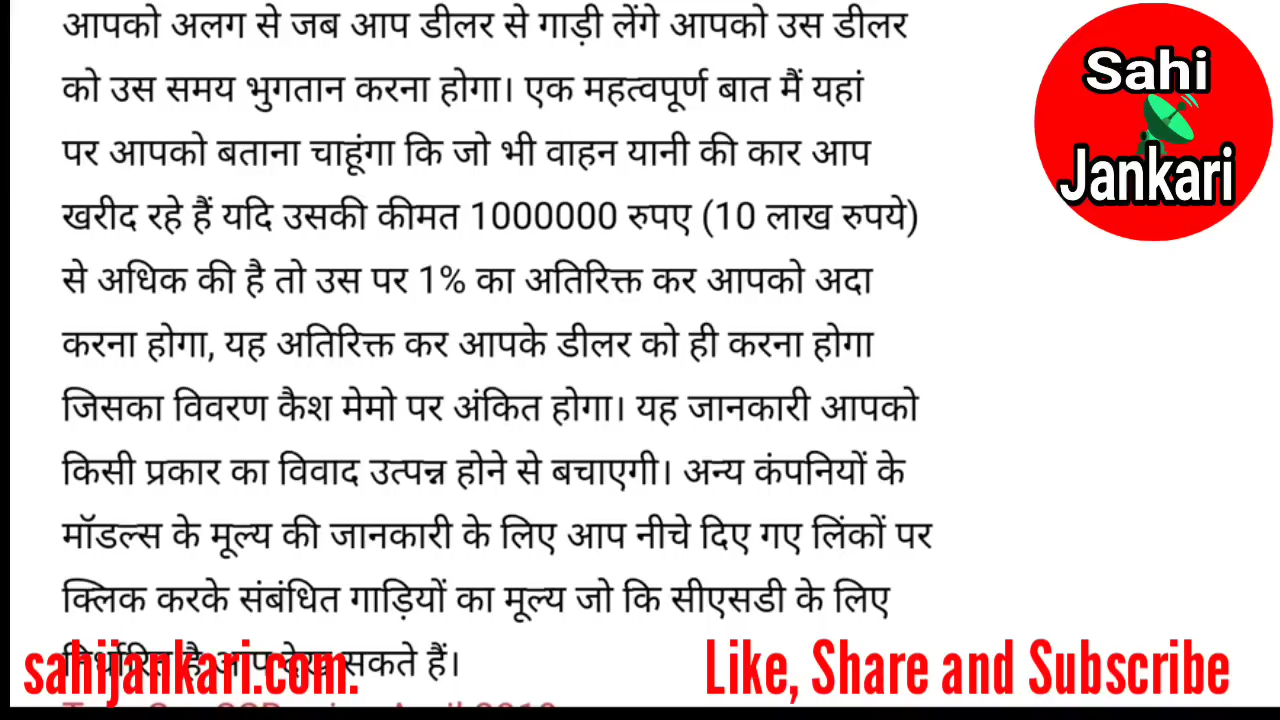 आपको अलग से जब आप डीलर से गाड़ी लेंगे आपको उस डीलर
को उस समय भुगतान करना होगा। एक महत्वपूर्ण बात मैं यहां
पर आपको बताना चाहूंगा कि जो भी वाहन यानी की कार आप
खरीद रहे हैं यदि उसकी कीमत 1000000 रुपए (10 लाख रुपये)
से अधिक की है तो उस पर 1% का अतिरिक्त कर आपको अदा
करना होगा, यह अतिरिक्त कर आपके डीलर को ही करना होगा
जिसका विवरण कैश मेमो पर अंकित होगा। यह जानकारी आपको
किसी प्रकार का विवाद उत्पन्न होने से बचाएगी। अन्य कंपनियों के
मॉडल्स के मूल्य की जानकारी के लिए आप नीचे दिए गए लिंकों पर
क्लिक करके संबंधित गाड़ियों का मूल्य जो कि सीएसडी के लिए
निर्धारित है आप देख सकते हैं।
Sahi
Jankari
sahijankari.com.
Like, Share and Subscribe